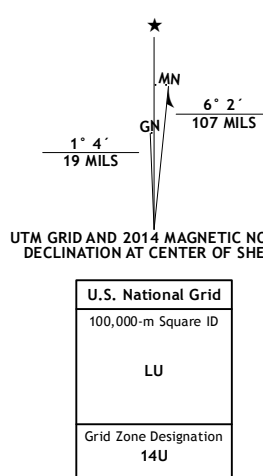 ★
MN
6° 2´
107 MILS
GN
1° 4´
19 MILS
UTM GRID AND 2014 MAGNETIC NO
DECLINATION AT CENTER OF SHE
U.S. National Grid
100,000-m Square ID
LU
Grid Zone Designation
14U